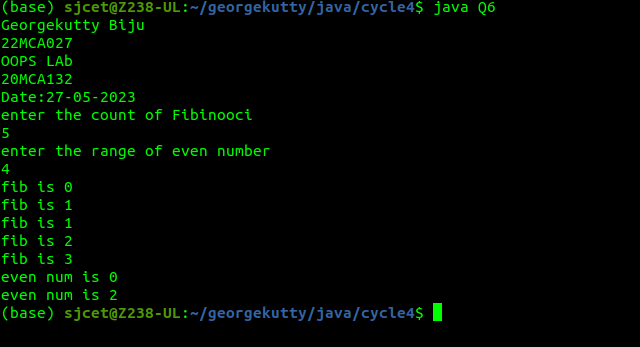 (base) sjcet@Z238-UL:~/georgekutty/java/cycle4$ java Q6
Georgekutty Biju
22MCA027
OOPS LAb
20MCA132
Date:27-05-2023
enter the count of Fibinooci
5
enter the range of even number
4
fib is 0
fib is 1
fib is 1
fib is 2
fib is 3
even num is 0
even num is 2
(base) sjcet@Z238-UL:~/georgekutty/java/cycle4$